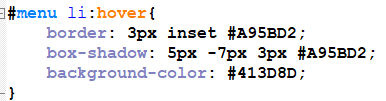 #menu li:hover{
border: 3px inset #A95BD2;
box-shadow: 5px -7px 3px #A95BD2;
background-color: #413D8D;
}